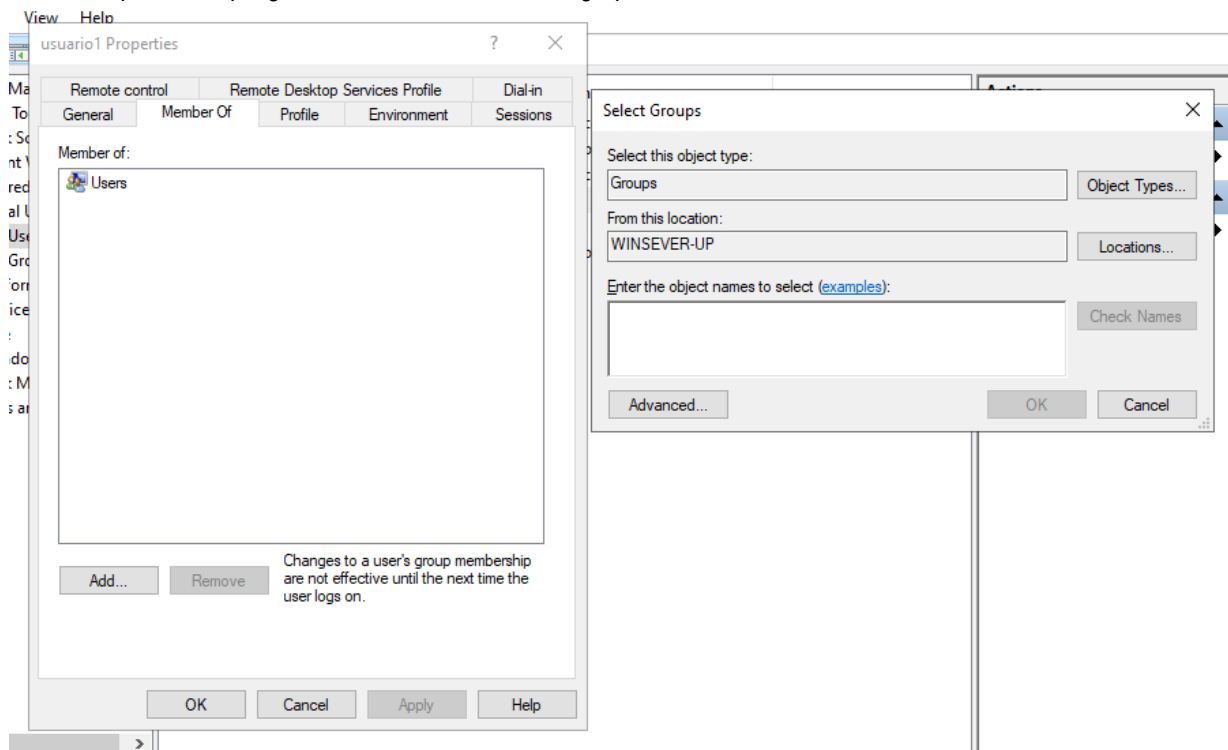 View Help
usuario1 Properties
Remote control Remote Desktop Services Profile Dial-in
General Member Of Profile Environment Sessions
Member of:
Users
Add...
Remove
Changes to a user's group membership
are not effective until the next time the
user logs on.
OK Cancel Apply Help
Select Groups
Select this object type:
Groups
Object Types...
From this location:
WINSEVER-UP
Locations...
Enter the object names to select (examples):
Check Names
Advanced...
OK Cancel